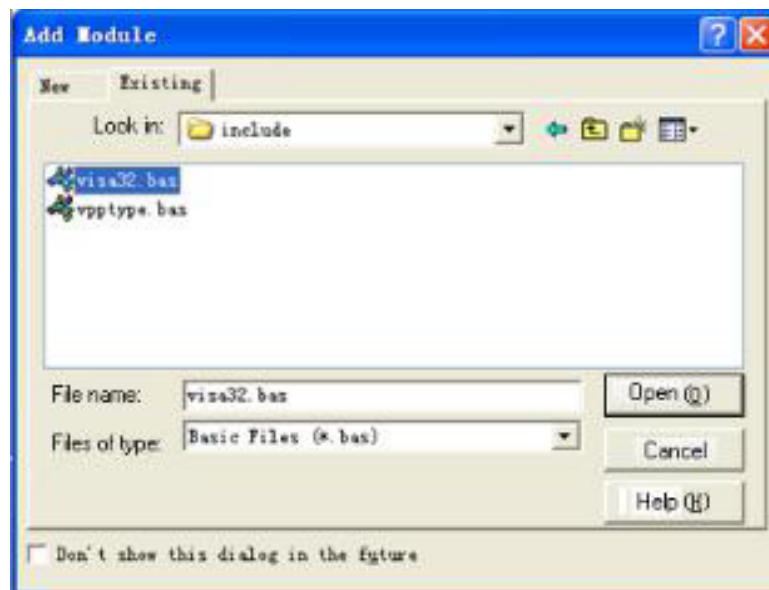 Add Module
New Existing
Look in: include
visa32.bas
vpptype.bas
File name: visa32.bas Open (O)
Files of type: Basic Files (*.bas) Cancel
Help (H)
Don't show this dialog in the future